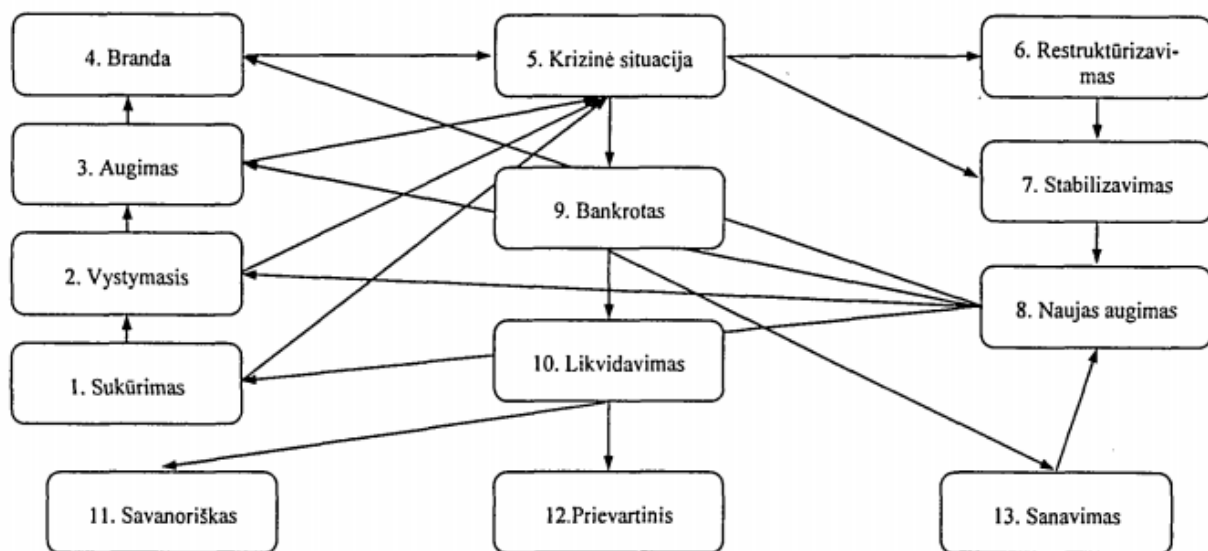 4. Branda
5. Krizinė situacija
6. Restruktūrizavi-
mas
3. Augimas
7. Stabilizavimas
9. Bankrotas
2. Vystymasis
8. Naujas augimas
10. Likvidavimas
1. Sukūrimas
11. Savanoriškas
12.Prievartinis
13. Sanavimas